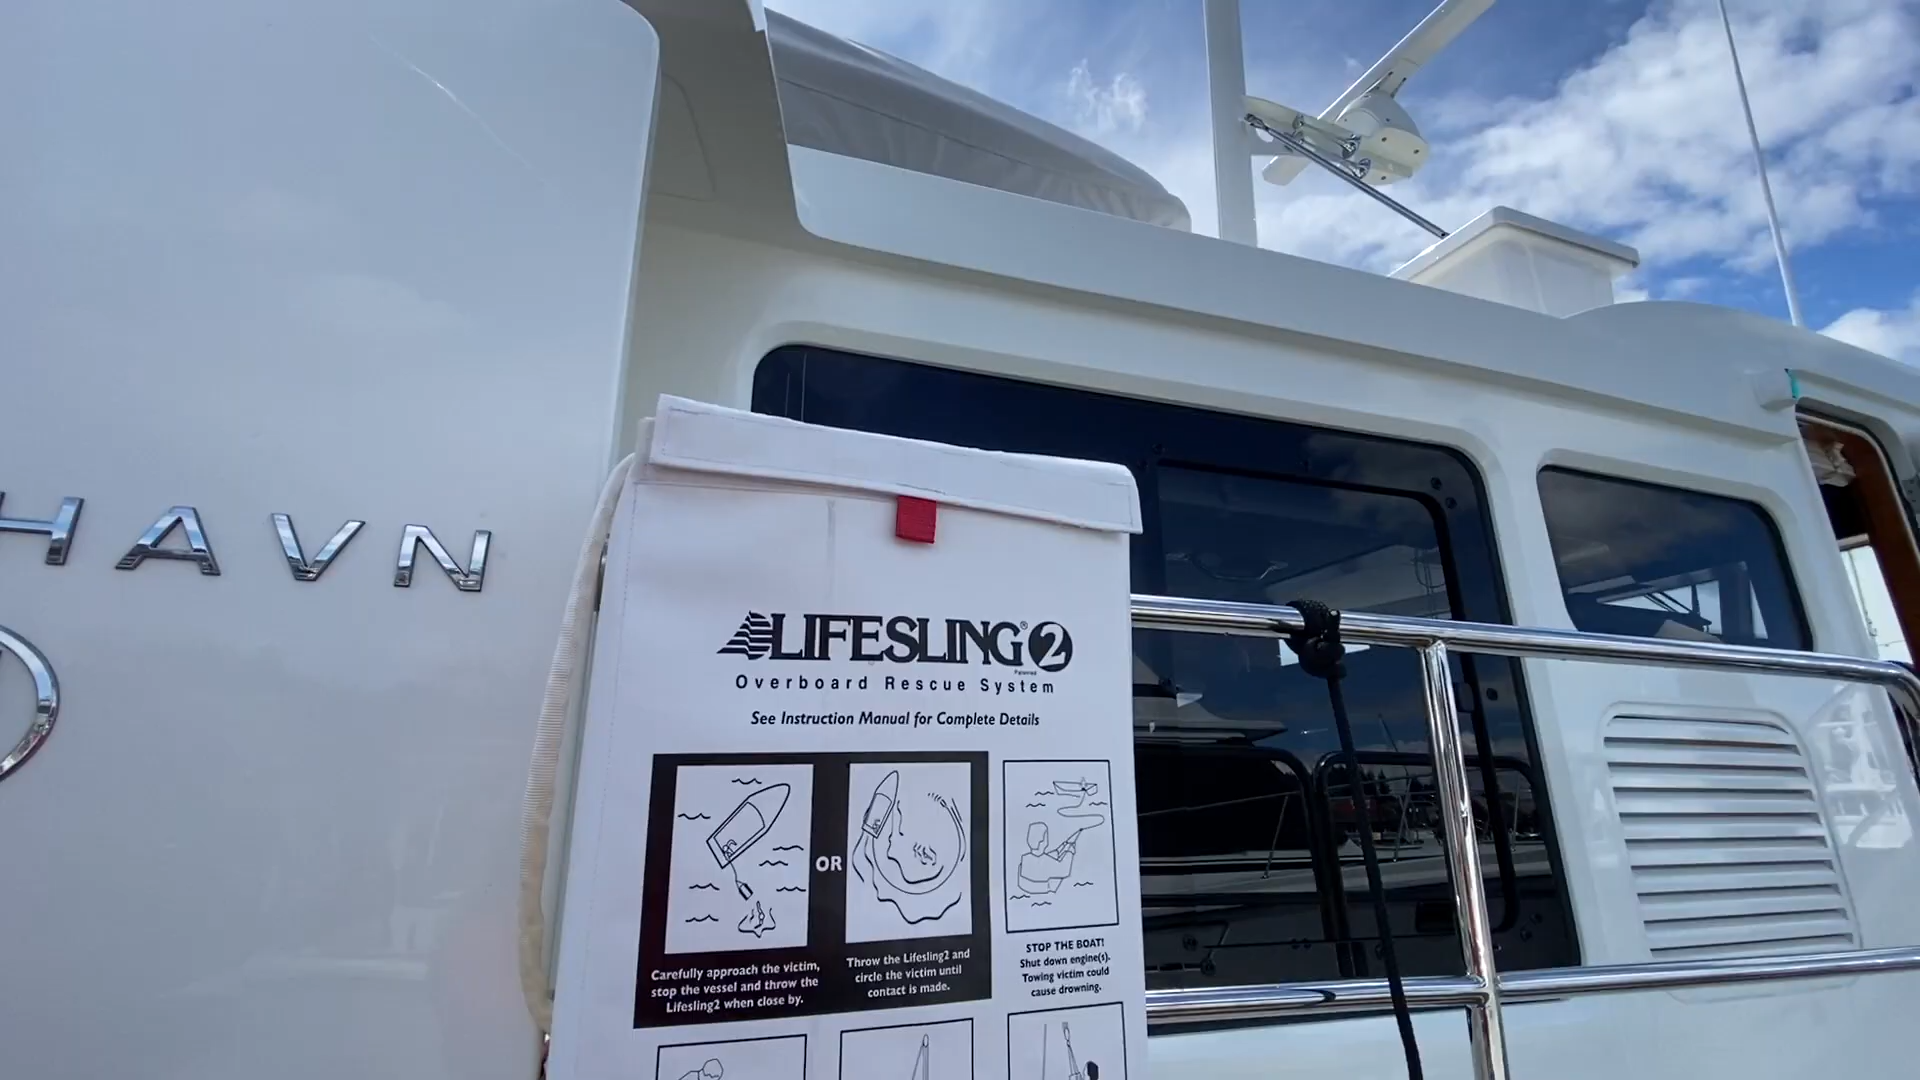 HAVN
LIFESLING® 2
Patented
Overboard Rescue System
See Instruction Manual for Complete Details
OR
Carefully approach the victim,
stop the vessel and throw the
Lifesling2 when close by.
Throw the Lifesling2 and
circle the victim until
contact is made.
STOP THE BOAT!
Shut down engine(s).
Towing victim could
cause drowning.